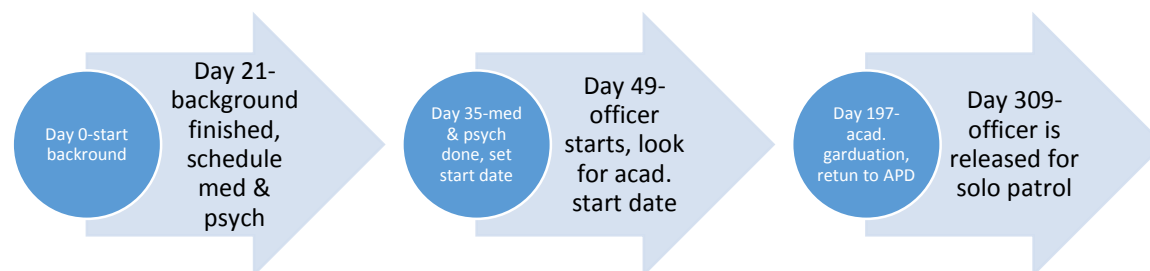 Day 0-start
backround
Day 21-
background
finished,
schedule
med &
psych
Day 35-med
& psych
done, set
start date
Day 49-
officer
starts, look
for acad.
start date
Day 197-
acad.
garduation,
retun to APD
Day 309-
officer is
released for
solo patrol